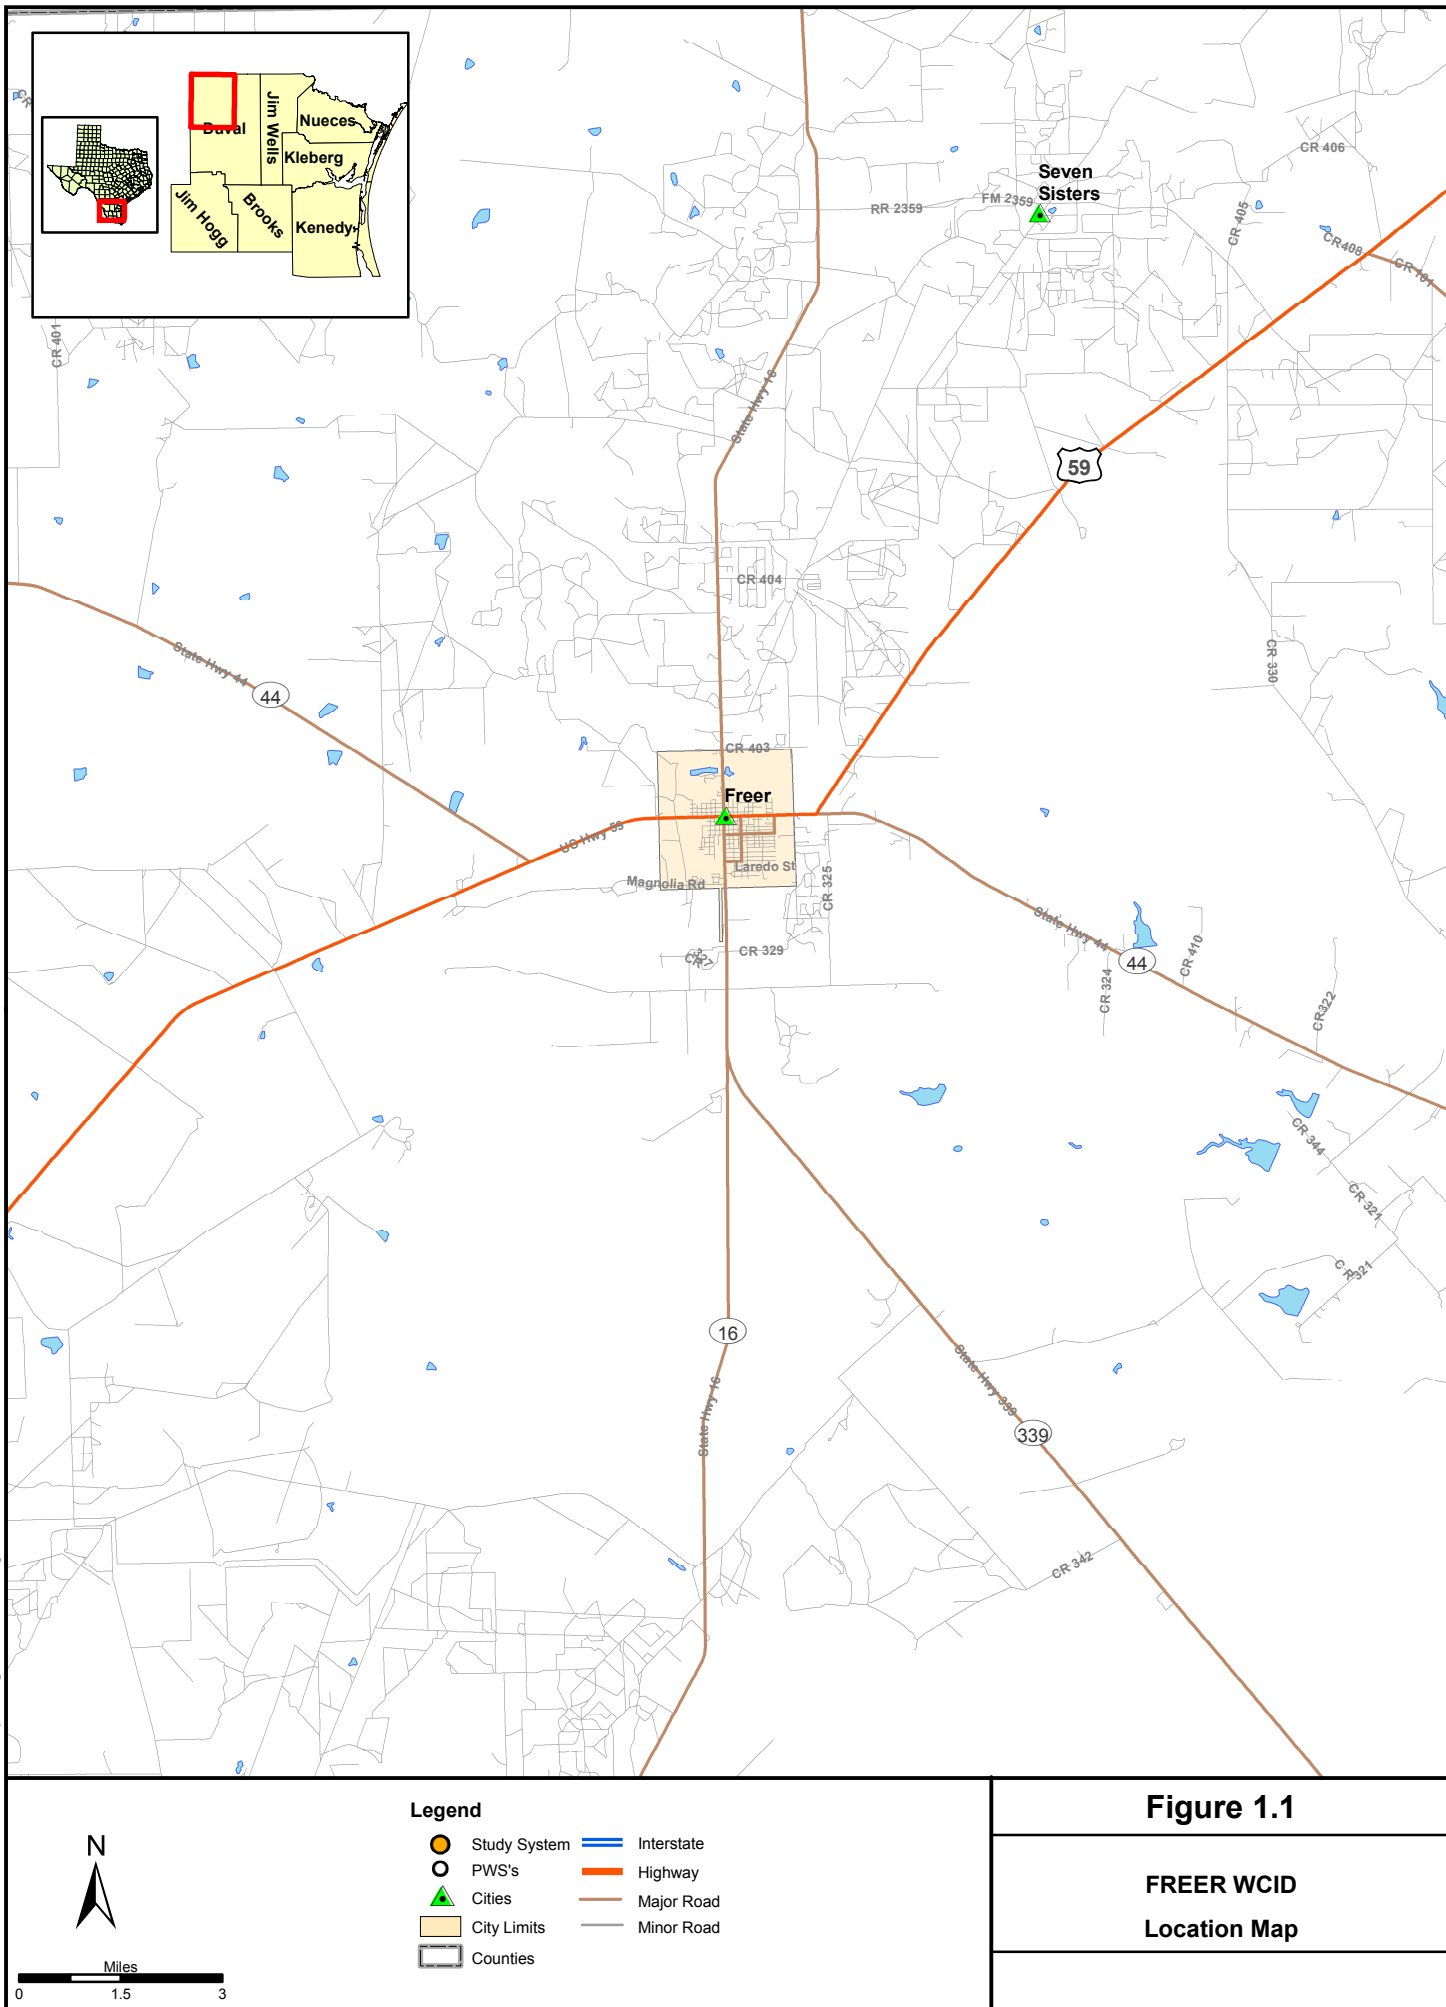 Duval
Jim Wells
Nueces
Kleberg
Jim Hogg
Brooks
Kenedy
CR 401
Seven
Sisters
RR 2359
FM 2359
CR 406
CR 405
CR408
CR 101
State Hwy 16
59
CR 404
State Hwy 44
44
CR 330
CR 403
Freer
US Hwy 59
Laredo St
Magnolia Rd
CR 325
CR 329
State Hwy 44
44
CR 410
CR 324
CR322
CR 344
CR 321
C R 321
16
State Hwy 16
State Hwy 339
339
CR 342
Legend
Study System
PWS's
Cities
City Limits
Counties
Interstate
Highway
Major Road
Minor Road
N
Miles
0 1.5 3
Figure 1.1
FREER WCID
Location Map